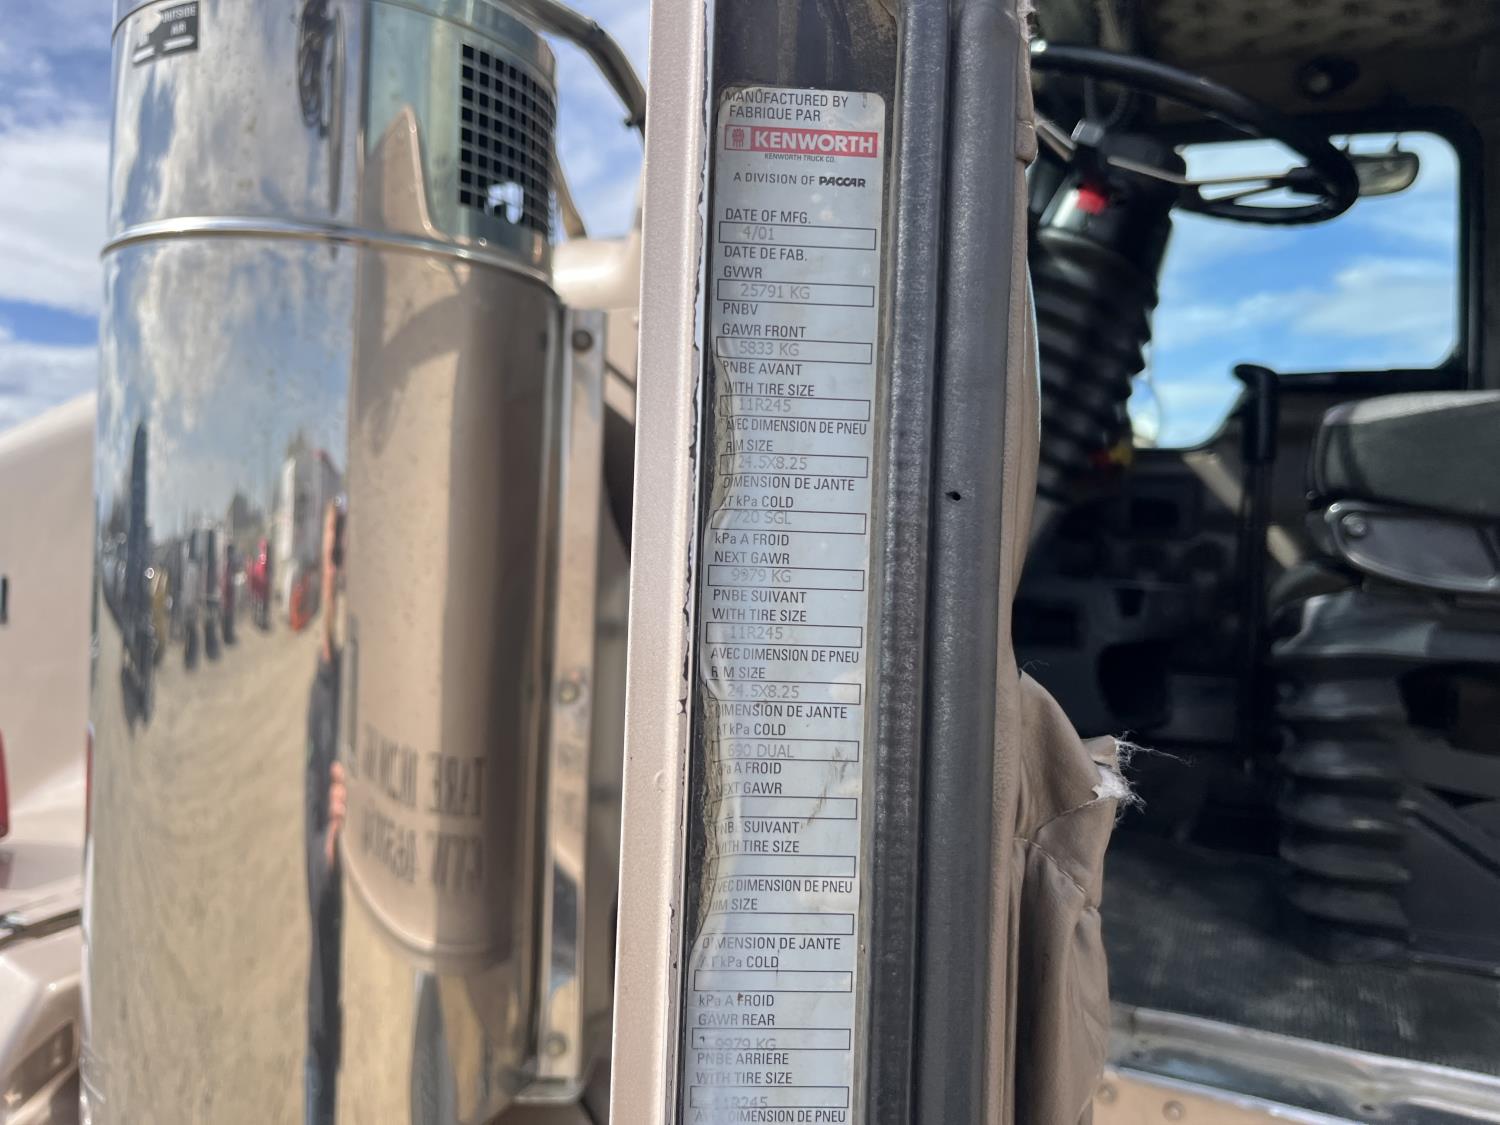 OUTSIDE
AIR
MANUFACTURED BY
FABRIQUE PAR
KENWORTH
KENWORTH TRUCK CO.
A DIVISION OF PACCAR
DATE OF MFG.
4/01
DATE DE FAB.
GVWR
25791 KG
PNBV
GAWR FRONT
5833 KG
PNBE AVANT
WITH TIRE SIZE
11R245
AVEC DIMENSION DE PNEU
RIM SIZE
24.5X8.25
DIMENSION DE JANTE
AT kPa COLD
720 SGL
kPa A FROID
NEXT GAWR
9979 KG
PNBE SUIVANT
WITH TIRE SIZE
11R245
AVEC DIMENSION DE PNEU
RIM SIZE
24.5X8.25
DIMENSION DE JANTE
AT kPa COLD
690 DUAL
kPa A FROID
NEXT GAWR
PNBE SUIVANT
WITH TIRE SIZE
AVEC DIMENSION DE PNEU
RIM SIZE
DIMENSION DE JANTE
AT kPa COLD
kPa A FROID
GAWR REAR
9979 KG
PNBE ARRIERE
WITH TIRE SIZE
11R245
AVEC DIMENSION DE PNEU